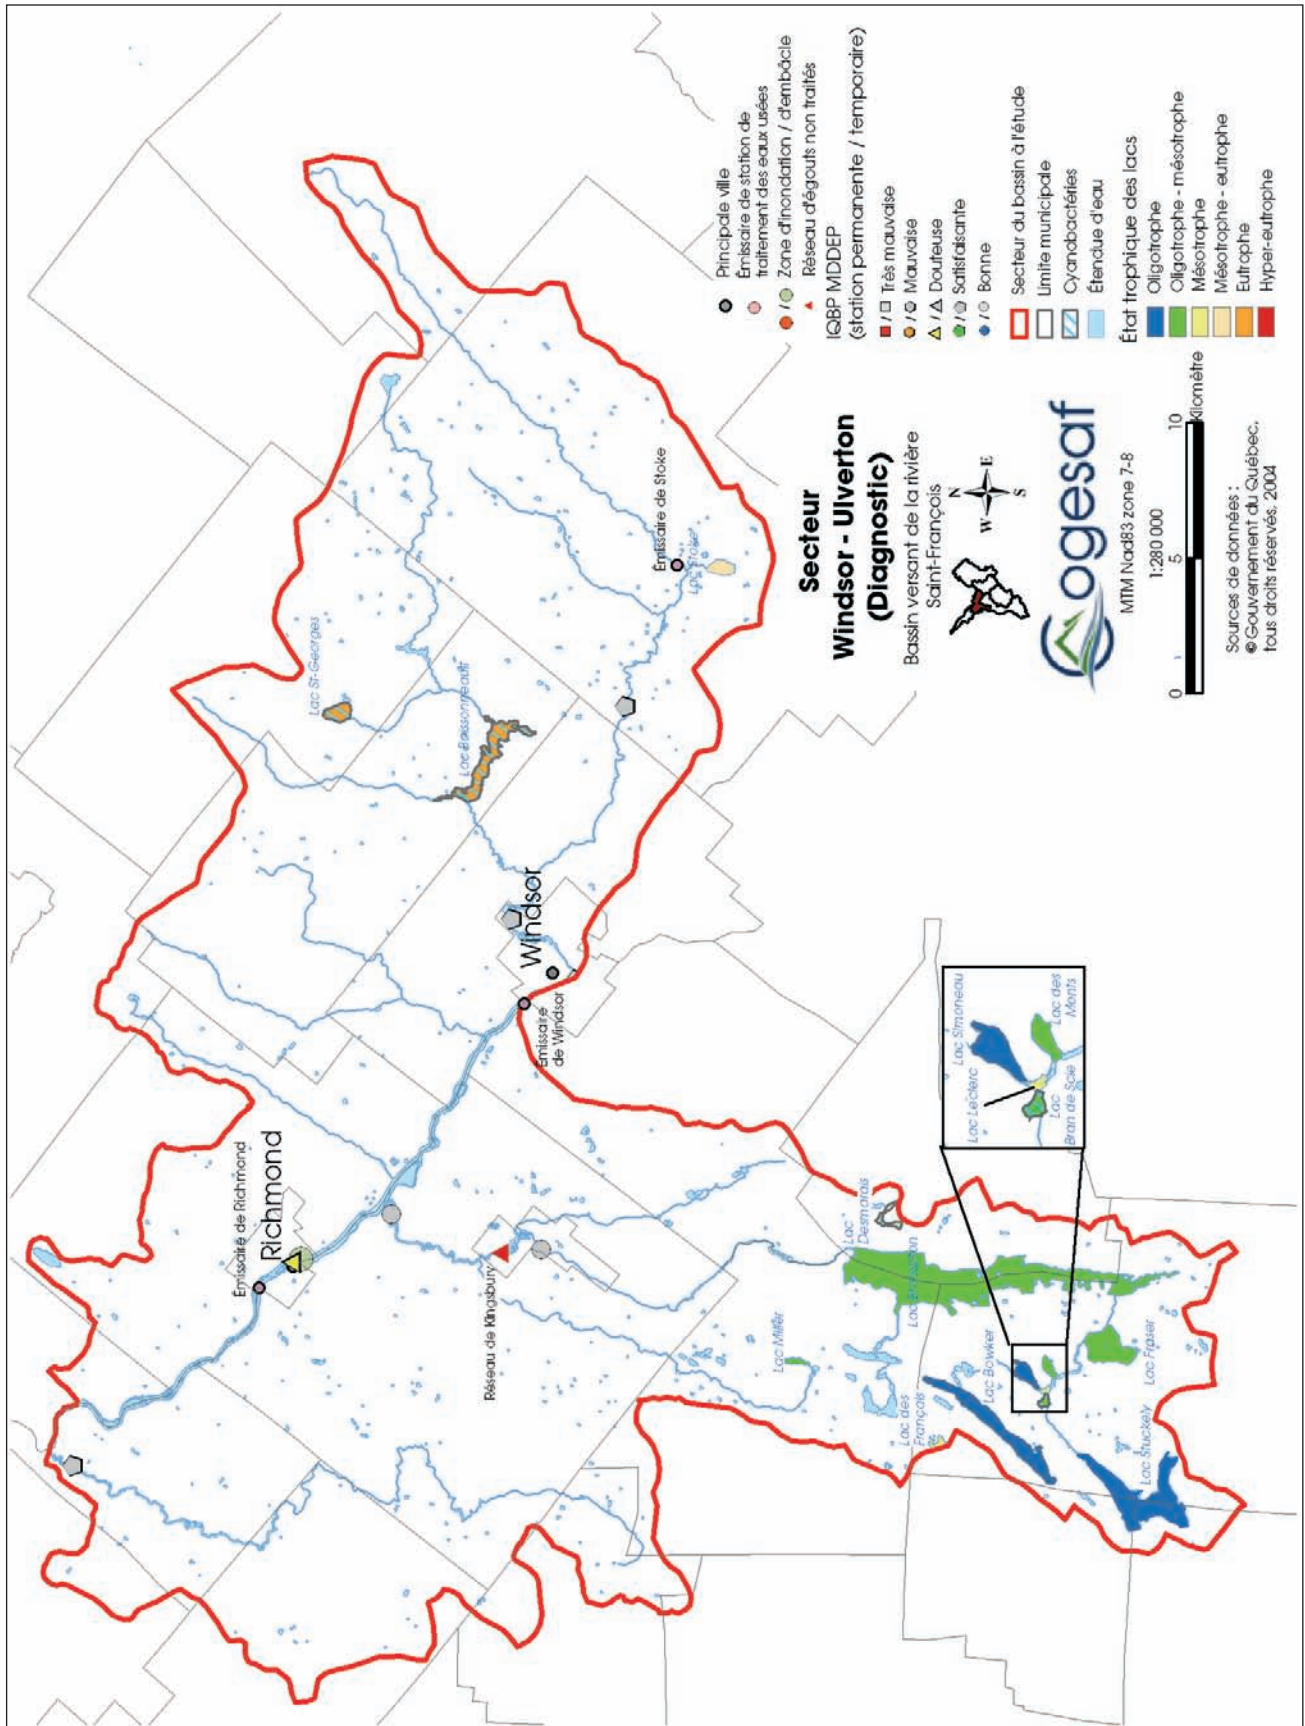 Secteur
Windsor - Ulverton
(Diagnostic)
Bassin versant de la rivière
Saint-François
N
W
E
S
ogesaf
MTM Nad83 zone 7-8
1:280 000
0
5
10
Kilomètre
Sources de données :
© Gouvernement du Québec,
tous droits réservés, 2004
Principale ville
Émissaire de station de
traitement des eaux usées
Zone d'inondation / d'embâcle
Réseau d'égouts non traités
IQBP MDDEP
(station permanente / temporaire)
/ Très mauvaise
/ Mauvaise
/ Douteuse
/ Satisfaisante
/ Bonne
Secteur du bassin à l'étude
Limite municipale
Cyanobactéries
Étendue d'eau
État trophique des lacs
Oligotrophe
Oligotrophe - mésotrophe
Mésotrophe
Mésotrophe - eutrophe
Eutrophe
Hyper-eutrophe
Émissaire de Richmond
Richmond
Réseau de Kingsbury
Émissaire
de Windsor
Windsor
Lac St-Georges
Lac Boissonneault
Émissaire de Stoke
Lac Stoke
Lac Miller
Lac
Desmarais
Lac Brompton
Lac des
Français
Lac Bowker
Lac Stuckely
Lac Fraser
Lac Simoneau
Lac Leclerc
Lac des
Monts
Lac
Bran de Scie